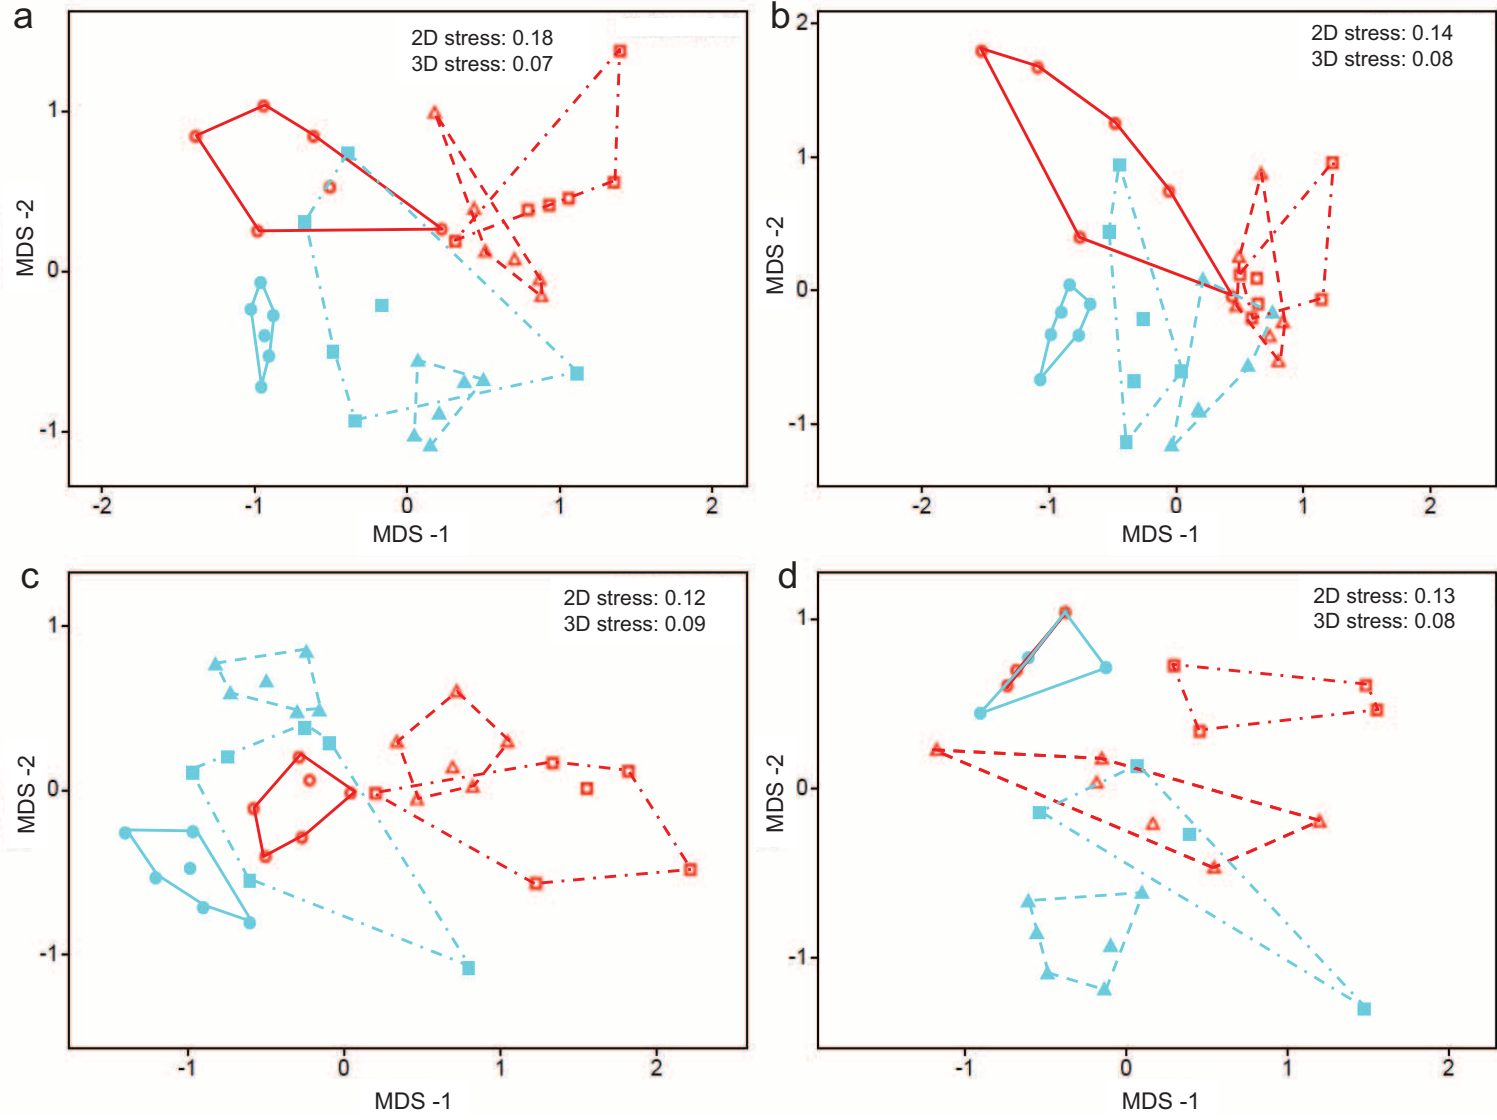 a
2D stress: 0.18
3D stress: 0.07
1
0
-1
MDS -2
-2
-1
0
1
2
MDS -1
b
2D stress: 0.14
3D stress: 0.08
2
1
0
-1
MDS -2
-2
-1
0
1
2
MDS -1
c
2D stress: 0.12
3D stress: 0.09
1
0
-1
MDS -2
-1
0
1
2
MDS -1
d
2D stress: 0.13
3D stress: 0.08
1
0
-1
MDS -2
-1
0
1
2
MDS -1